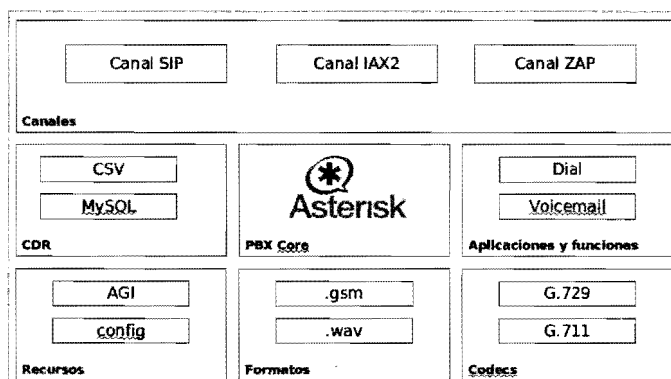 Canal SIP Canal IAX2 Canal ZAP
Canales
CSV
MySQL
CDR
Asterisk
PBX Core
Dial
Voicemail
Aplicaciones y funciones
AGI
config
Recursos
.gsm
.wav
Formatos
G.729
G.711
Codecs